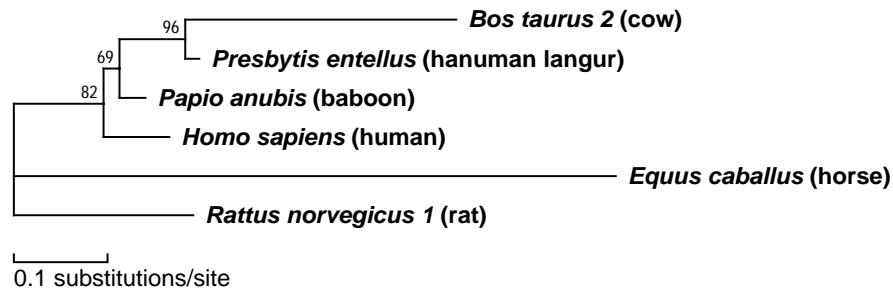 Bos taurus 2 (cow)
96
Presbytis entellus (hanuman langur)
69
Papio anubis (baboon)
82
Homo sapiens (human)
Equus caballus (horse)
Rattus norvegicus 1 (rat)
0.1 substitutions/site